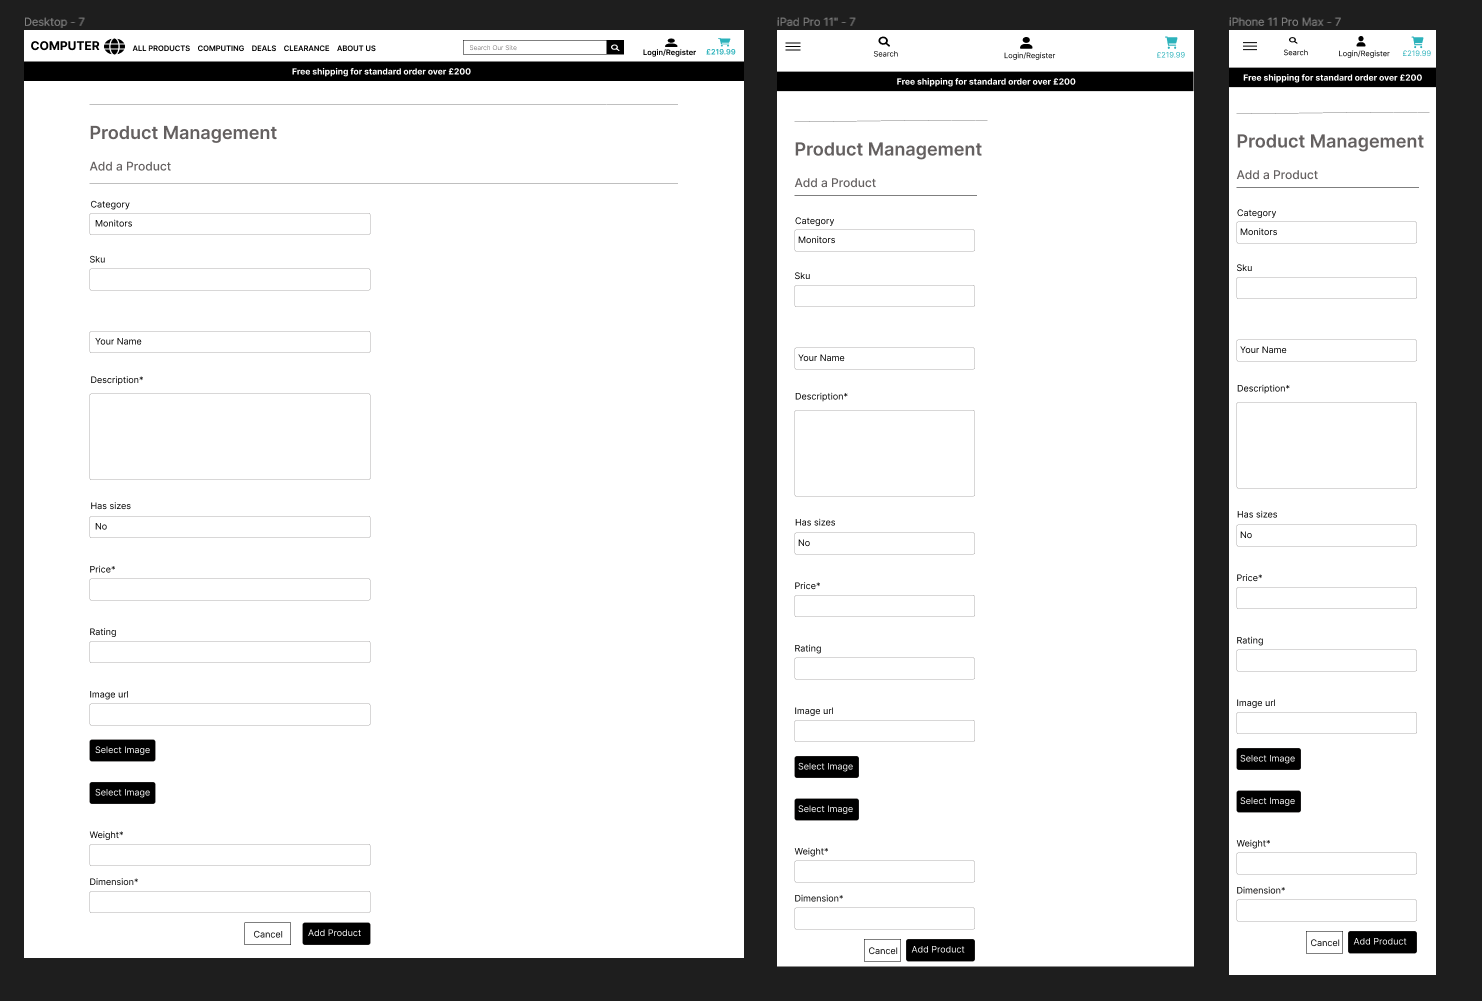 Desktop - 7
COMPUTER
ALL PRODUCTS COMPUTING DEALS CLEARANCE ABOUT US
Search Our Site
Login/Register
£219.99
Free shipping for standard order over £200
Product Management
Add a Product
Category
Monitors
Sku
Your Name
Description*
Has sizes
No
Price*
Rating
Image url
Select Image
Select Image
Weight*
Dimension*
Cancel
Add Product
iPad Pro 11" - 7
Search
Login/Register
£219.99
Free shipping for standard order over £200
Product Management
Add a Product
Category
Monitors
Sku
Your Name
Description*
Has sizes
No
Price*
Rating
Image url
Select Image
Select Image
Weight*
Dimension*
Cancel
Add Product
iPhone 11 Pro Max - 7
Search
Login/Register
£219.99
Free shipping for standard order over £200
Product Management
Add a Product
Category
Monitors
Sku
Your Name
Description*
Has sizes
No
Price*
Rating
Image url
Select Image
Select Image
Weight*
Dimension*
Cancel
Add Product